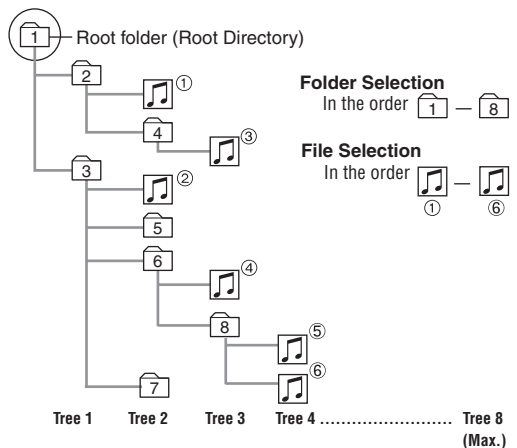 1 Root folder (Root Directory)
2
①
Folder Selection
In the order 1 – 8
4
③
File Selection
In the order –
① ⑥
3
②
5
6
④
8
⑤
⑥
7
Tree 1 Tree 2 Tree 3 Tree 4 .......................... Tree 8
(Max.)